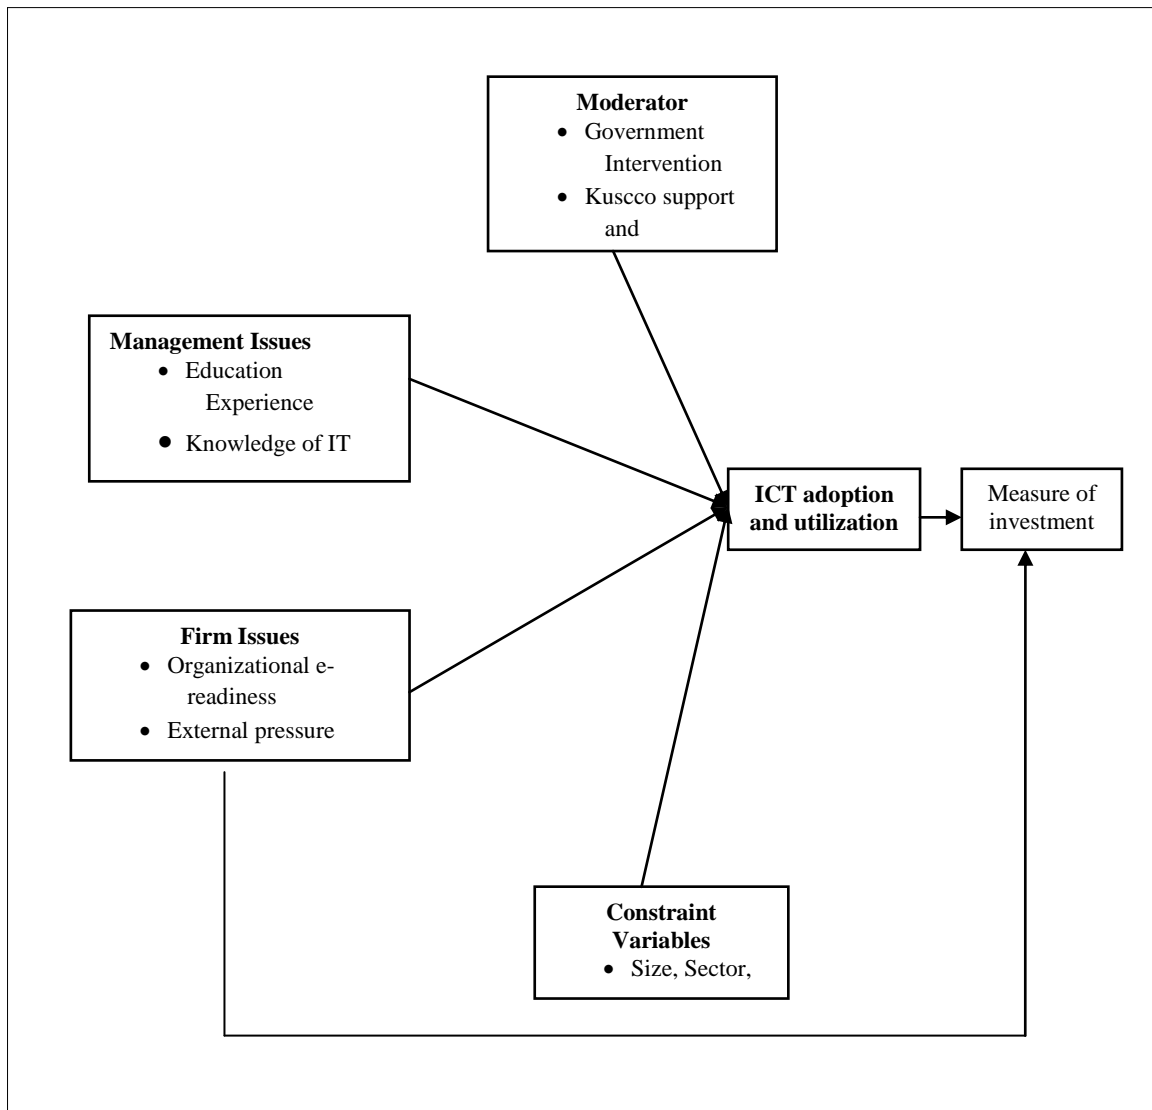 Moderator
• Government
Intervention
• Kuscco support
and
Management Issues
• Education
Experience
• Knowledge of IT
ICT adoption
and utilization
Measure of
investment
Firm Issues
• Organizational e-
readiness
• External pressure
Constraint
Variables
• Size, Sector,